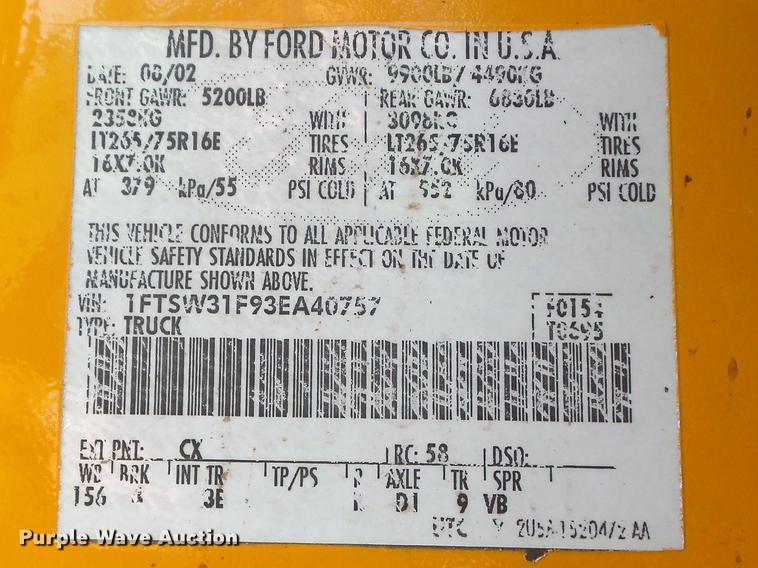 MFD. BY FORD MOTOR CO. IN U.S.A.
DATE: 08/02 GVWR: 9900LB/ 4490KG
FRONT GAWR: 5200LB REAR GAWR: 6830LB
2358KG WITH 3098KG WITH
LT265/75R16E TIRES LT265/75R16E TIRES
16X7.0K RIMS 16X7.0K RIMS
AT 379 kPa/55 PSI COLD AT 552 kPa/80 PSI COLD
THIS VEHICLE CONFORMS TO ALL APPLICABLE FEDERAL MOTOR
VEHICLE SAFETY STANDARDS IN EFFECT ON THE DATE OF
MANUFACTURE SHOWN ABOVE.
VIN: 1FTSW31F93EA40757 F0154
TYPE: TRUCK T0695
EXT PNT: CX RC: 58 DSO:
WB BRK INT TR TP/PS R AXLE TR SPR
156 3E D1 9 VB
UTC
Purple Wave Auction